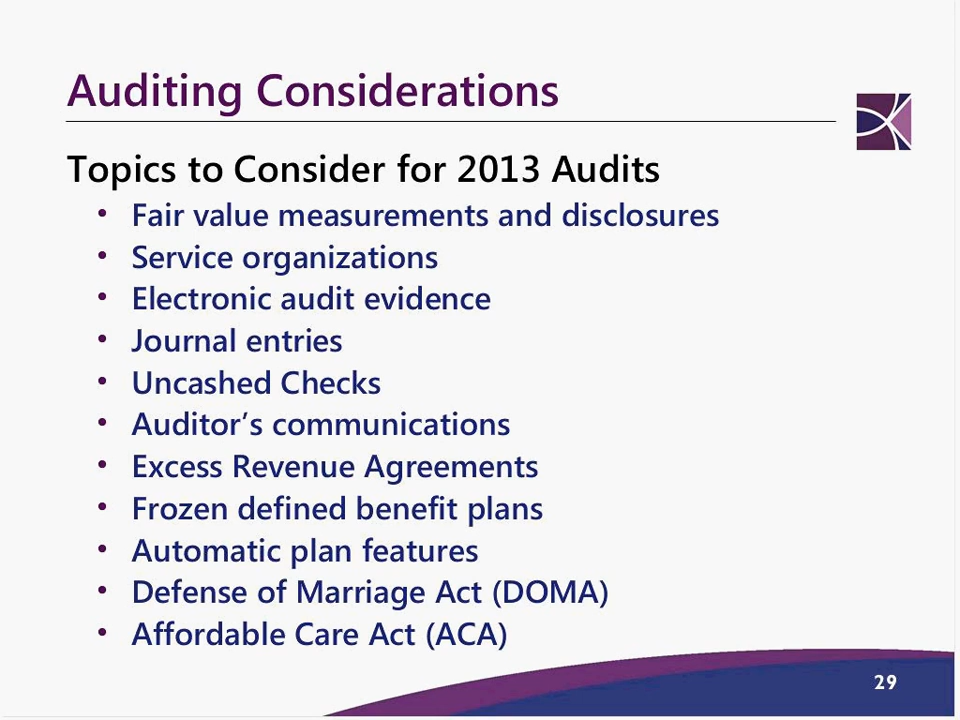 Auditing Considerations
Topics to Consider for 2013 Audits
• Fair value measurements and disclosures
• Service organizations
• Electronic audit evidence
• Journal entries
• Uncashed Checks
• Auditor’s communications
• Excess Revenue Agreements
• Frozen defined benefit plans
• Automatic plan features
• Defense of Marriage Act (DOMA)
• Affordable Care Act (ACA)
29